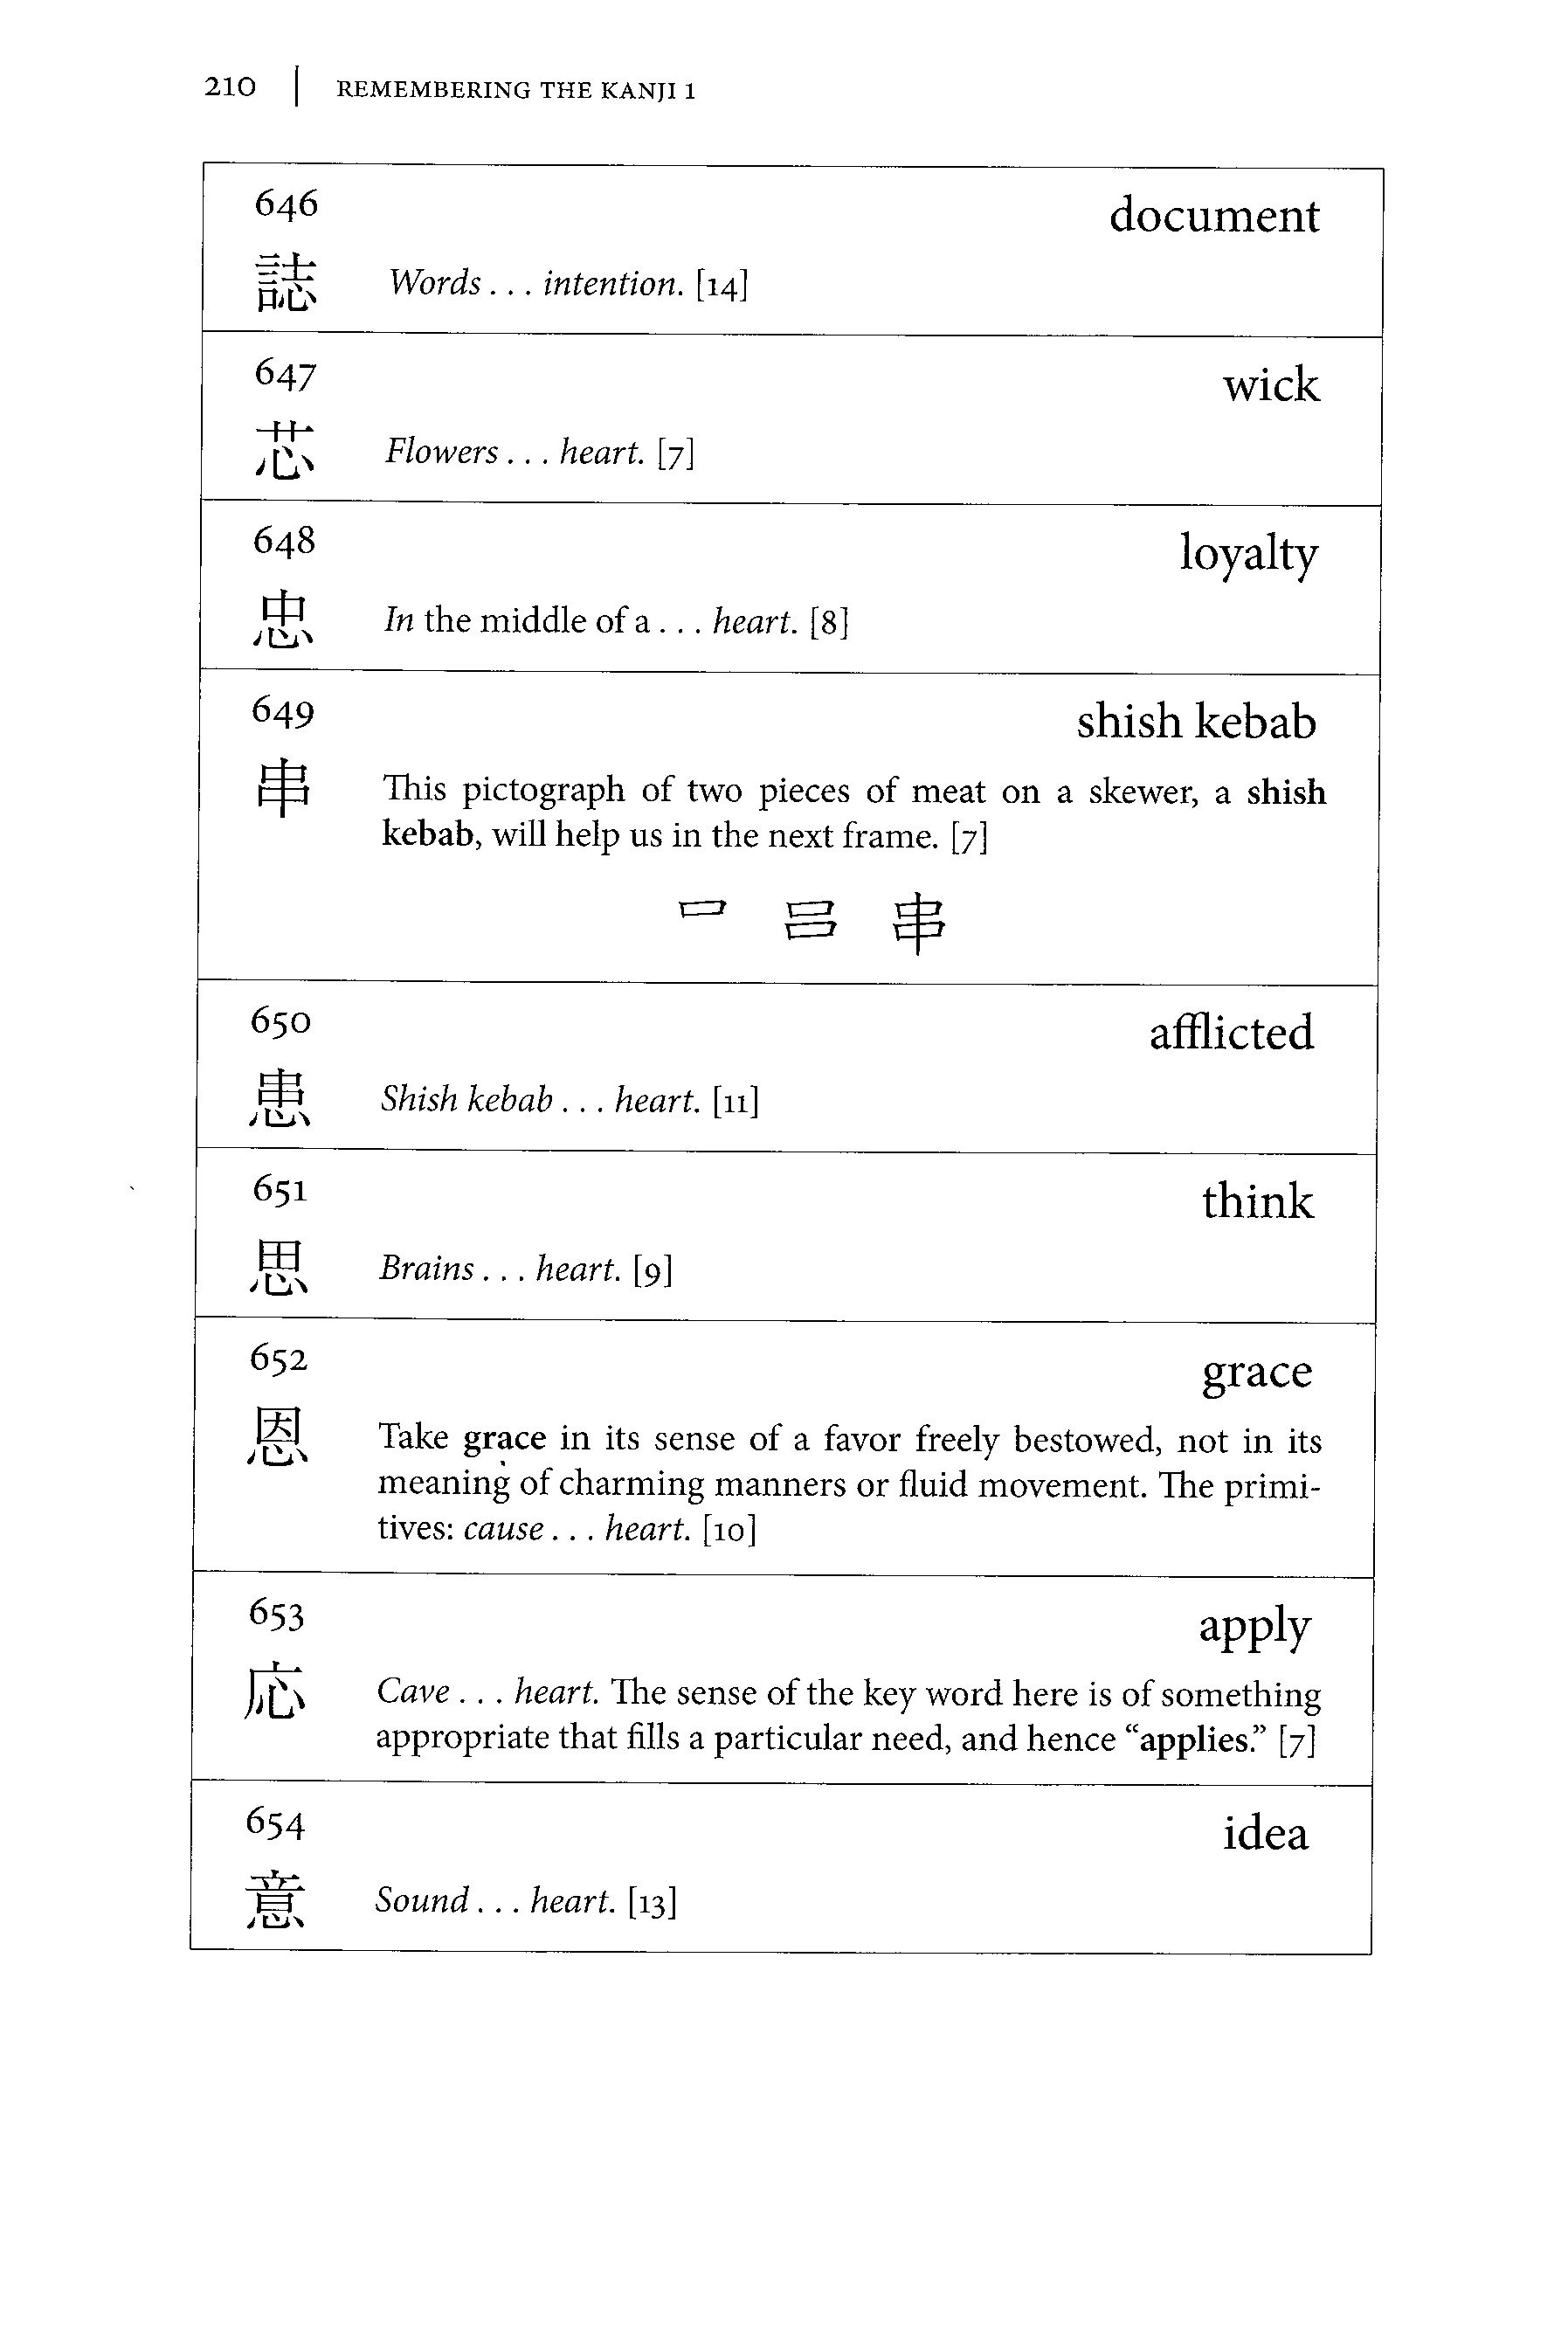 210 | REMEMBERING THE KANJI 1
646 document
誌 Words . . . intention. [14]
647 wick
芯 Flowers . . . heart. [7]
648 loyalty
忠 In the middle of a . . . heart. [8]
649 shish kebab
串 This pictograph of two pieces of meat on a skewer, a shish
kebab, will help us in the next frame. [7]
口 吕 串
650 afflicted
患 Shish kebab . . . heart. [11]
651 think
思 Brains . . . heart. [9]
652 grace
恩 Take grace in its sense of a favor freely bestowed, not in its
meaning of charming manners or fluid movement. The primi-
tives: cause . . . heart. [10]
653 apply
応 Cave . . . heart. The sense of the key word here is of something
appropriate that fills a particular need, and hence “applies.” [7]
654 idea
意 Sound . . . heart. [13]